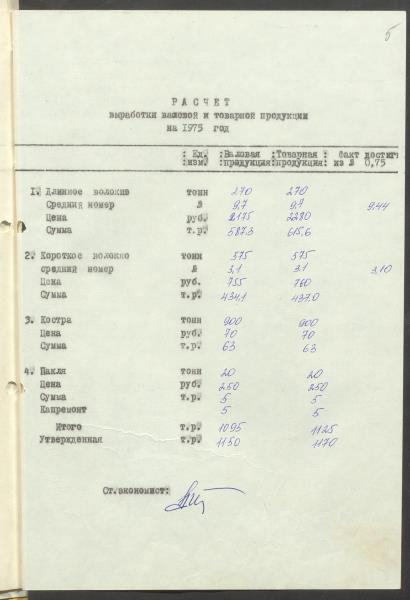 5
РАСЧЕТ
выработки валовой и товарной продукции
на 1975 год
: Ед. :Валовая :Товарная : Факт достиг
:изм. :продукция:продукция: из № 0,75
1. Длинное волокно тонн 270 270
Средний номер № 9,7 9,7 9,44
Цена руб. 2175 2280
Сумма т.р. 587,3 615,6
2. Короткое волокно тонн 575 575
средний номер № 3,1 3.1 3,10
Цена руб. 755 760
Сумма т.р. 434,1 437,0
3. Костра тонн 900 900
Цена руб. 70 70
Сумма т.р. 63 63
4. Пакля тонн 20 20
Цена руб. 250 250
Сумма т.р. 5 5
Капремонт 5 5
Итого т.р. 1095 1125
Утвержденная т.р. 1150 1170
Ст.экономист: